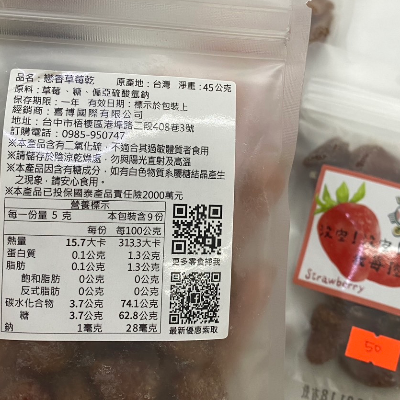 品名:戀香草莓乾 原產地:台灣 淨重:45公克
原料:草莓、糖、偏亞硫酸氫鈉
保存期限:一年 有效日期:標示於包裝上
經銷商:嘉博國際有限公司
地址:台中市梧棲區港埠路二段408巷3號
訂購電話:0985-950747
※本產品含有二氧化硫,不適合其過敏體質者食用
※請儲存於陰涼乾燥處,勿與陽光直射及高溫
※本產品因含有糖成分,如有白色物質系屬糖結晶產生
之現象,請安心食用。
※本產品已投保國泰產品責任險2000萬元
營養標示
每一份量 5 克 本包裝含9份
每份 每100公克
熱量 15.7大卡 313.3大卡
蛋白質 0.1公克 1.3公克
脂肪 0.1公克 1.3公克
飽和脂肪 0公克 0公克
反式脂肪 0公克 0公克
碳水化合物 3.7公克 74.1公克
糖 3.7公克 62.8公克
鈉 1毫克 28毫克
更多零食掃我
最新優惠索取
Strawberry
50